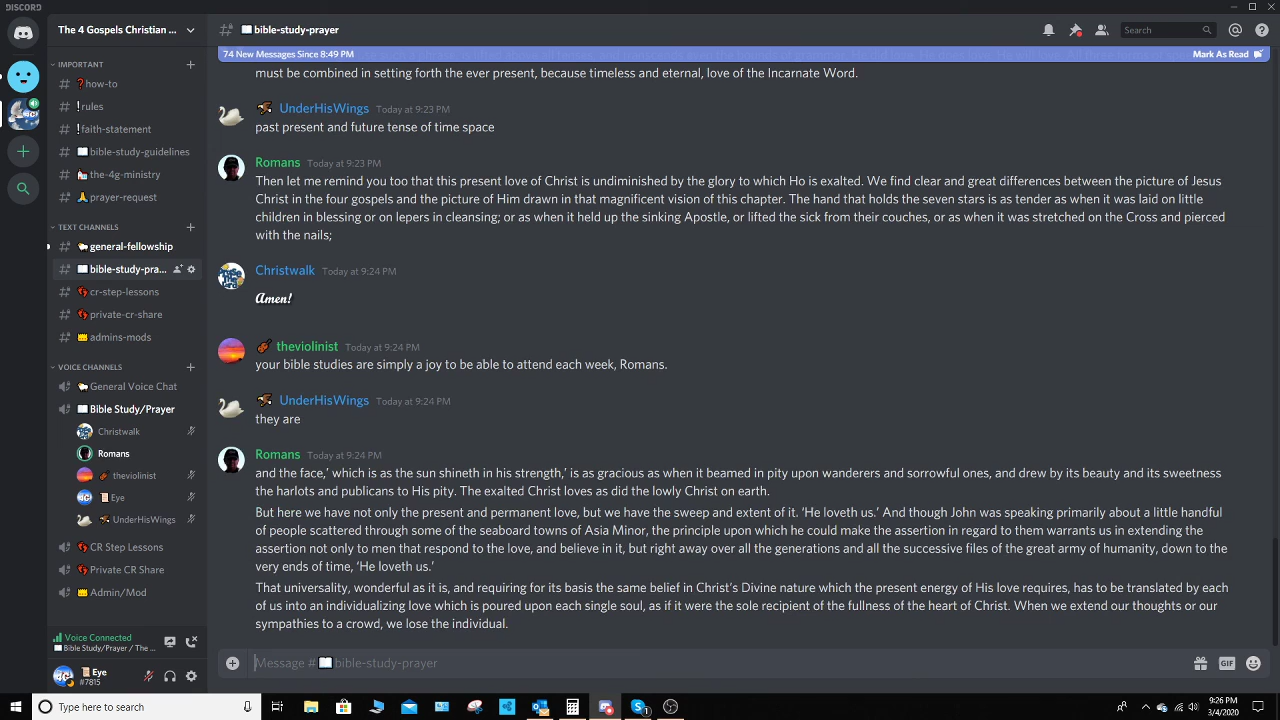 DISCORD
The 4 Gospels Christian ...
IMPORTANT
how-to
rules
faith-statement
bible-study-guidelines
the-4g-ministry
prayer-request
TEXT CHANNELS
general-fellowship
bible-study-pra...
cr-step-lessons
private-cr-share
admins-mods
VOICE CHANNELS
General Voice Chat
Bible Study/Prayer
Christwalk
Romans
theviolinist
Eye
UnderHisWings
CR Step Lessons
Private CR Share
Admin/Mod
Voice Connected
Bible Study/Prayer / The ...
Eye
#7815
bible-study-prayer
Search
74 New Messages Since 8:49 PM
Mark As Read
must be combined in setting forth the ever present, because timeless and eternal, love of the Incarnate Word.
UnderHisWings Today at 9:23 PM
past present and future tense of time space
Romans Today at 9:23 PM
Then let me remind you too that this present love of Christ is undiminished by the glory to which Ho is exalted. We find clear and great differences between the picture of Jesus
Christ in the four gospels and the picture of Him drawn in that magnificent vision of this chapter. The hand that holds the seven stars is as tender as when it was laid on little
children in blessing or on lepers in cleansing; or as when it held up the sinking Apostle, or lifted the sick from their couches, or as when it was stretched on the Cross and pierced
with the nails;
Christwalk Today at 9:24 PM
Amen!
theviolinist Today at 9:24 PM
your bible studies are simply a joy to be able to attend each week, Romans.
UnderHisWings Today at 9:24 PM
they are
Romans Today at 9:24 PM
and the face,' which is as the sun shineth in his strength,' is as gracious as when it beamed in pity upon wanderers and sorrowful ones, and drew by its beauty and its sweetness
the harlots and publicans to His pity. The exalted Christ loves as did the lowly Christ on earth.
But here we have not only the present and permanent love, but we have the sweep and extent of it. 'He loveth us.' And though John was speaking primarily about a little handful
of people scattered through some of the seaboard towns of Asia Minor, the principle upon which he could make the assertion in regard to them warrants us in extending the
assertion not only to men that respond to the love, and believe in it, but right away over all the generations and all the successive files of the great army of humanity, down to the
very ends of time, 'He loveth us.'
That universality, wonderful as it is, and requiring for its basis the same belief in Christ's Divine nature which the present energy of His love requires, has to be translated by each
of us into an individualizing love which is poured upon each single soul, as if it were the sole recipient of the fullness of the heart of Christ. When we extend our thoughts or our
sympathies to a crowd, we lose the individual.
Message # bible-study-prayer
GIF
Type here to search
9:26 PM
3/4/2020